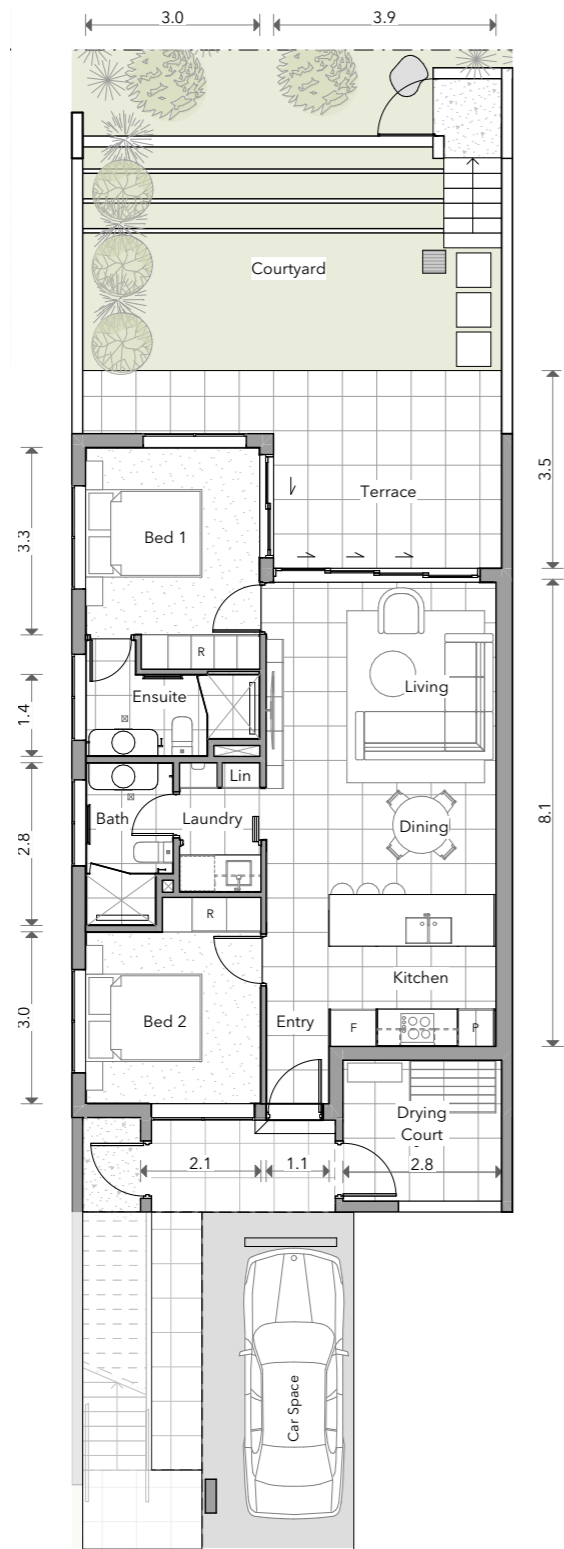 3.0
3.9
Courtyard
3.5
Terrace
3.3
Bed 1
R
1.4
Ensuite
Living
Lin
2.8
Bath
Laundry
Dining
8.1
R
Kitchen
3.0
Bed 2
Entry
F
P
Drying
Court
2.1
1.1
2.8
Car Space